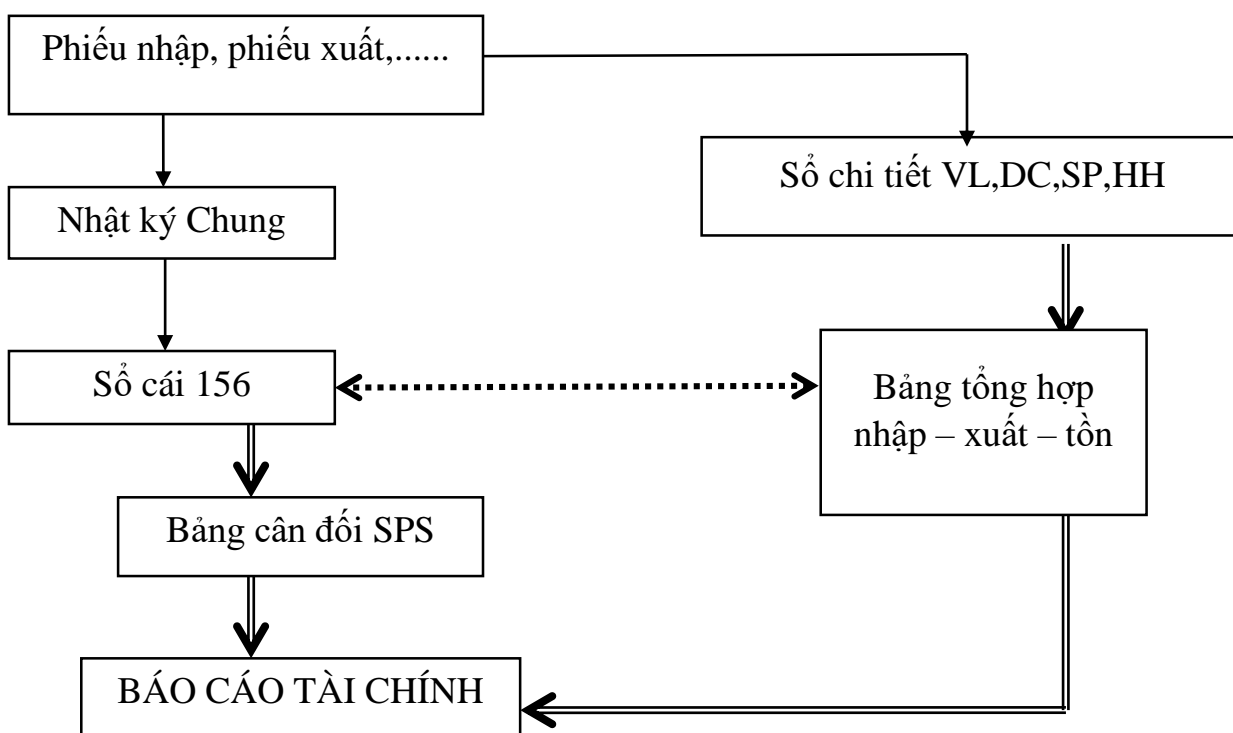 Phiếu nhập, phiếu xuất,......
Sổ chi tiết VL,DC,SP,HH
Nhật ký Chung
Sổ cái 156
Bảng tổng hợp
nhập – xuất – tồn
Bảng cân đối SPS
BÁO CÁO TÀI CHÍNH